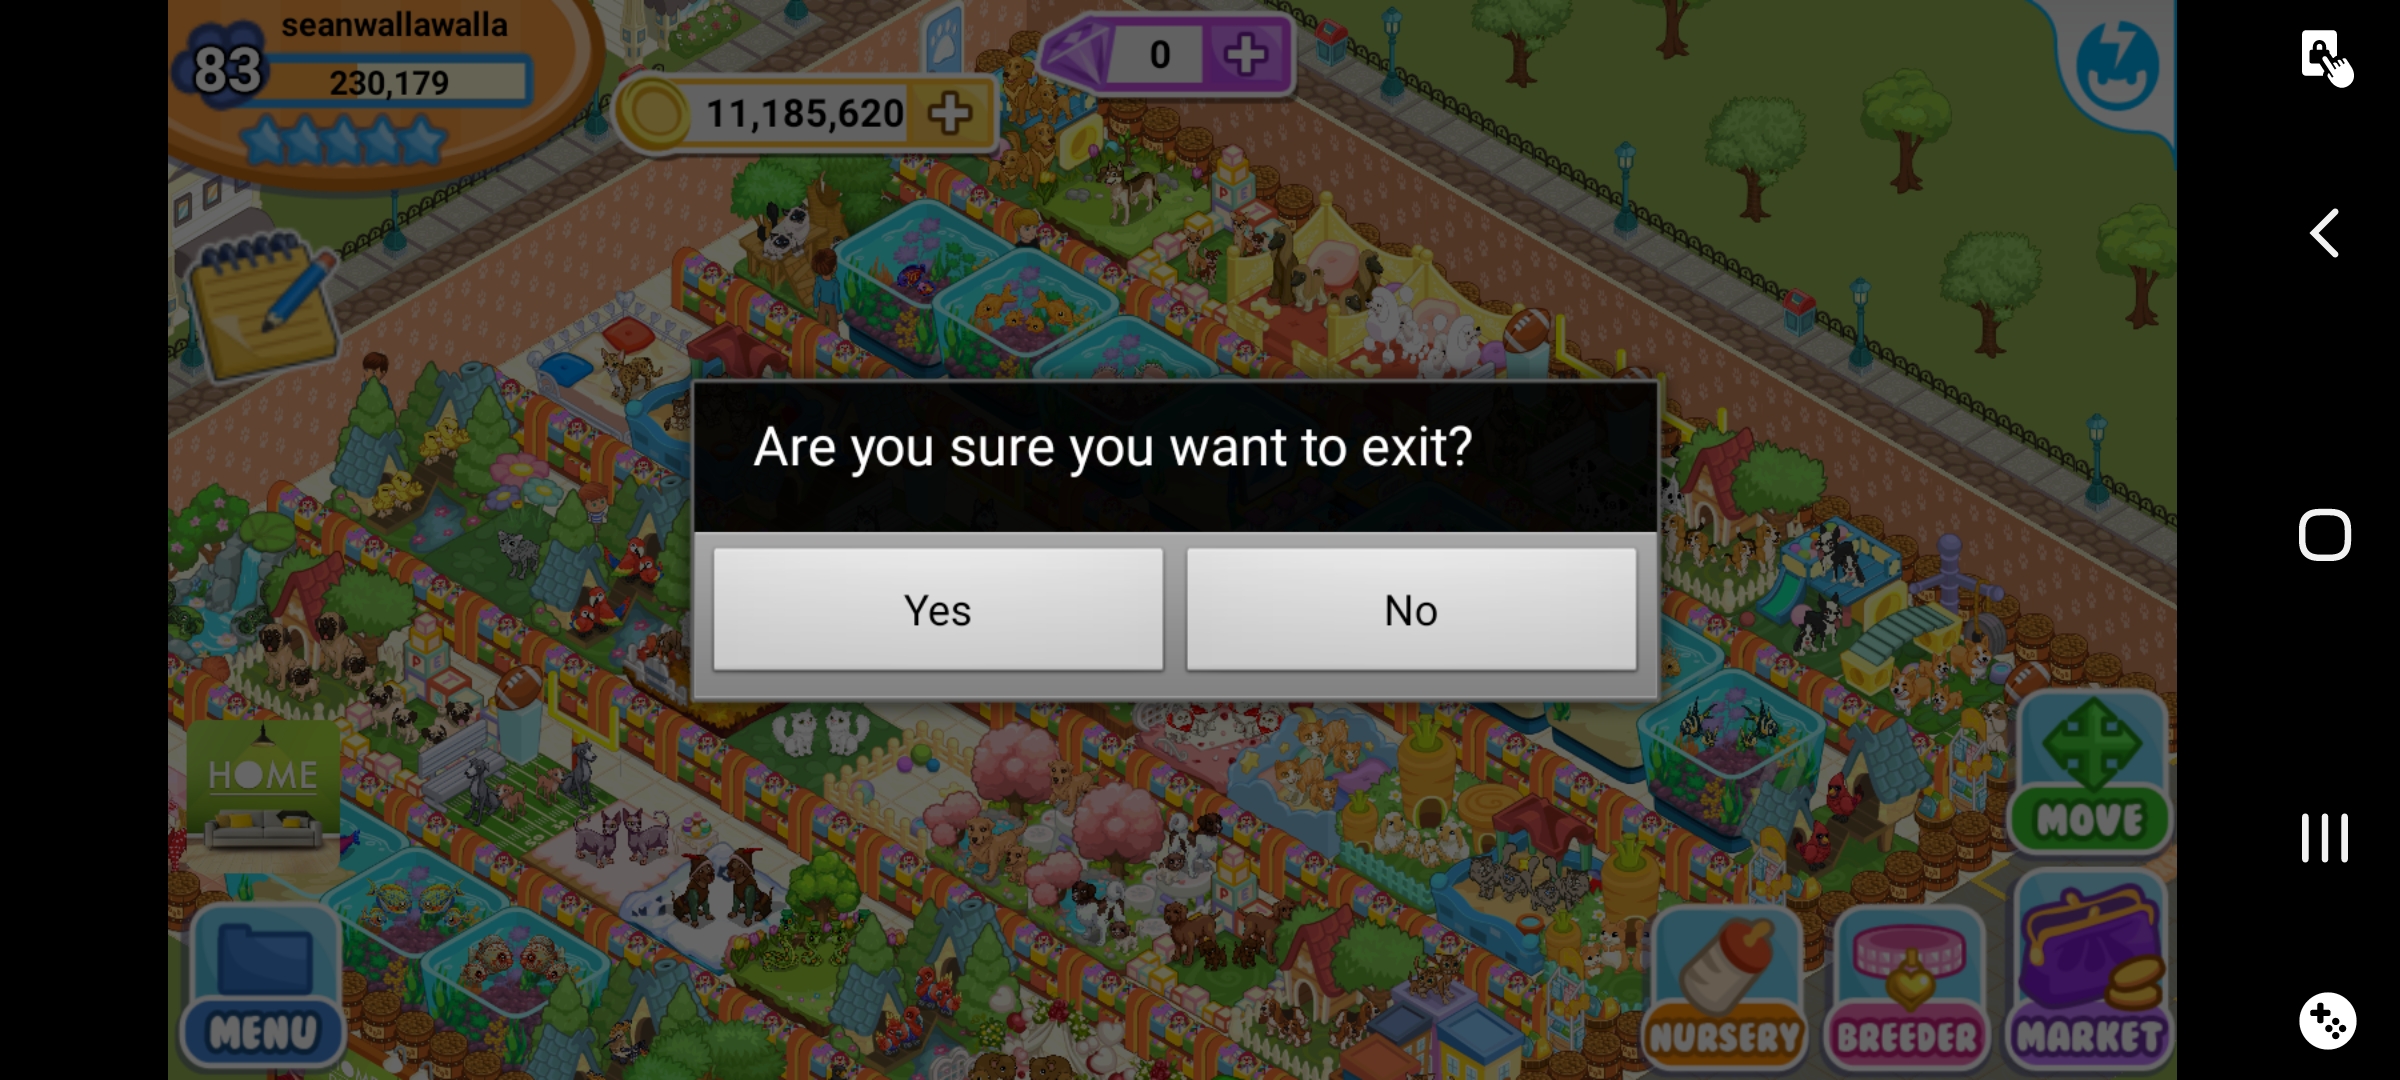 seanwallawalla
83
230,179
11,185,620
0
Are you sure you want to exit?
Yes
No
HOME
MOVE
MENU
NURSERY
BREEDER
MARKET